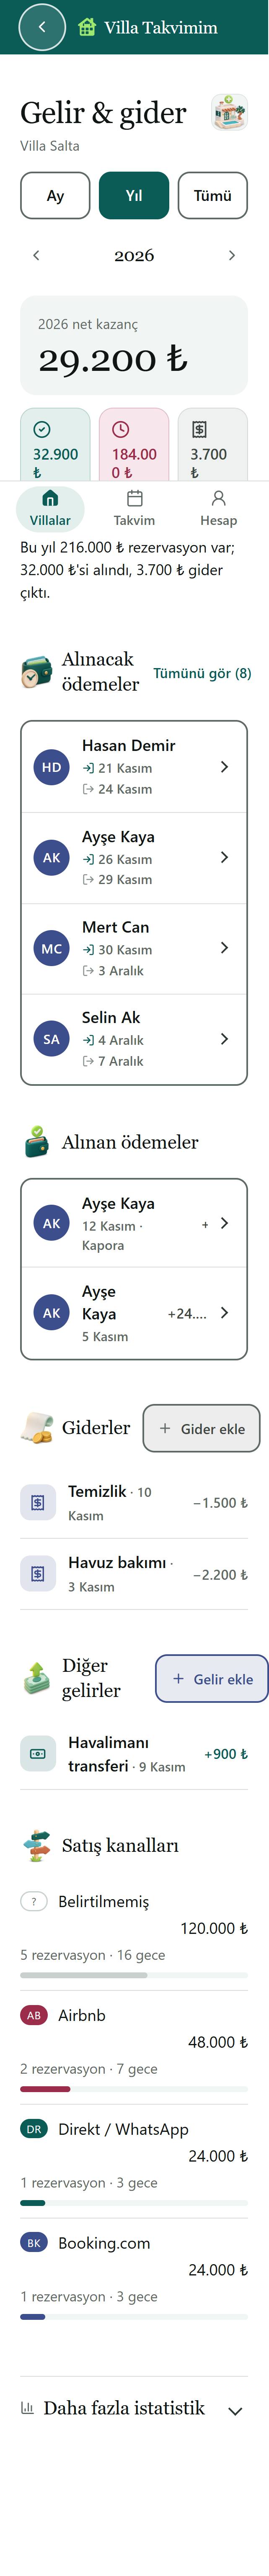 Villa Takvimim
Gelir & gider
Villa Salta
Ay
Yıl
Tümü
2026
2026 net kazanç
29.200 ₺
32.900
₺
184.00
0 ₺
3.700
₺
Villalar
Takvim
Hesap
Bu yıl 216.000 ₺ rezervasyon var;
32.000 ₺'si alındı, 3.700 ₺ gider
çıktı.
Alınacak
ödemeler
Tümünü gör (8)
HD
Hasan Demir
21 Kasım
24 Kasım
AK
Ayşe Kaya
26 Kasım
29 Kasım
MC
Mert Can
30 Kasım
3 Aralık
SA
Selin Ak
4 Aralık
7 Aralık
Alınan ödemeler
AK
Ayşe Kaya
12 Kasım ·
Kapora
+
AK
Ayşe
Kaya
5 Kasım
+24....
Giderler
+ Gider ekle
Temizlik · 10
Kasım
−1.500 ₺
Havuz bakımı ·
3 Kasım
−2.200 ₺
Diğer
gelirler
+ Gelir ekle
Havalimanı
transferi · 9 Kasım
+900 ₺
Satış kanalları
? Belirtilmemiş
120.000 ₺
5 rezervasyon · 16 gece
AB Airbnb
48.000 ₺
2 rezervasyon · 7 gece
DR Direkt / WhatsApp
24.000 ₺
1 rezervasyon · 3 gece
BK Booking.com
24.000 ₺
1 rezervasyon · 3 gece
Daha fazla istatistik